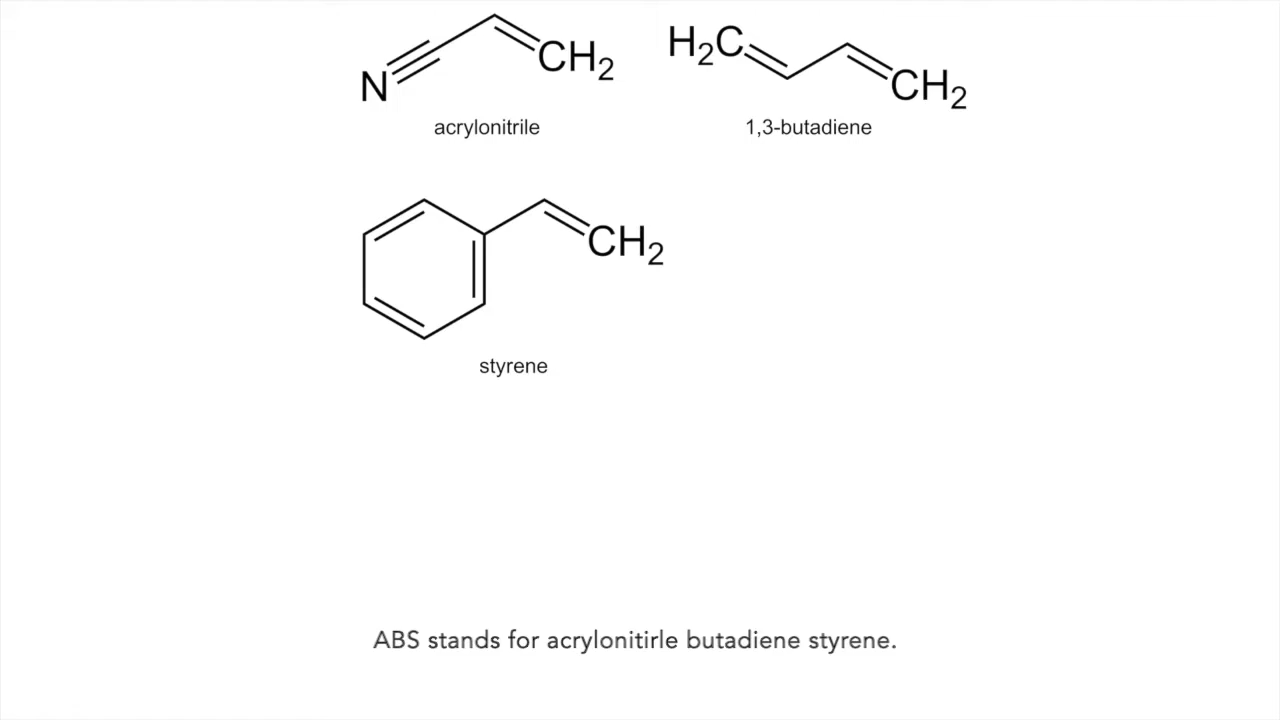 N CH2 H2C CH2
acrylonitrile 1,3-butadiene
CH2
styrene
ABS stands for acrylonitirle butadiene styrene.